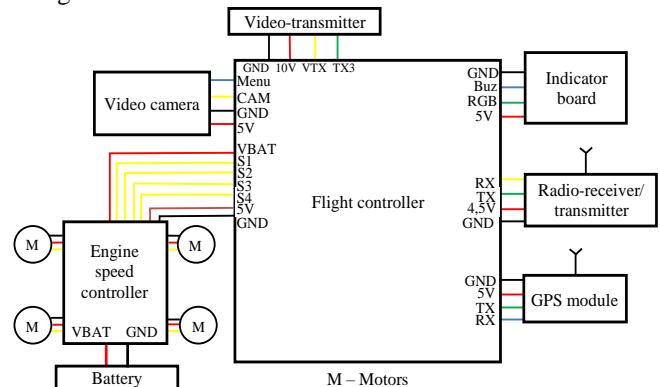 Video-transmitter
GND 10V VTX TX3
Video camera
Menu
CAM
GND
5V
VBAT
S1
S2
S3
S4
5V
GND
Flight controller
GND
Buz
RGB
5V
Indicator
board
RX
TX
4,5V
GND
Radio-receiver/
transmitter
GND
5V
TX
RX
GPS module
M
M
Engine
speed
controller
M
M
VBAT GND
Battery
M – Motors